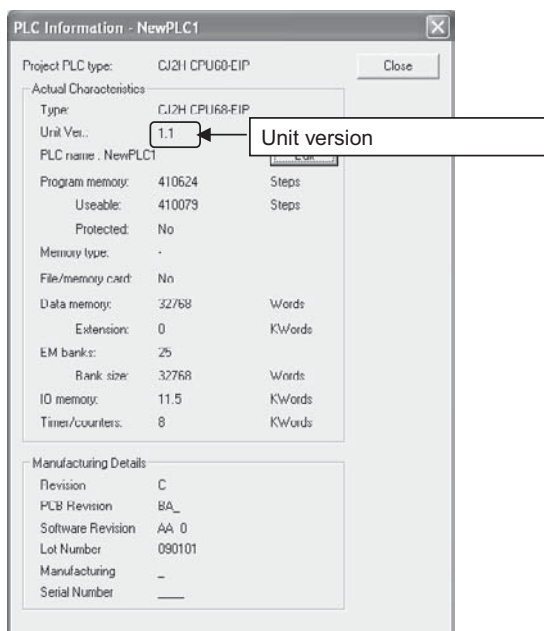 PLC Information - NewPLC1
Project PLC type: CJ2H CPU68-EIP Close
Actual Characteristics
Type: CJ2H CPU68-EIP
Unit Ver.: 1.1 Unit version
PLC name : NewPLC1
Program memory: 410624 Steps
Useable: 410079 Steps
Protected: No
Memory type: -
File/memory card: No
Data memory: 32768 Words
Extension: 0 KWords
EM banks: 25
Bank size: 32768 Words
IO memory: 11.5 KWords
Timer/counters: 8 KWords
Manufacturing Details
Revision C
PCB Revision BA_
Software Revision AA 0
Lot Number 090101
Manufacturing _
Serial Number ____